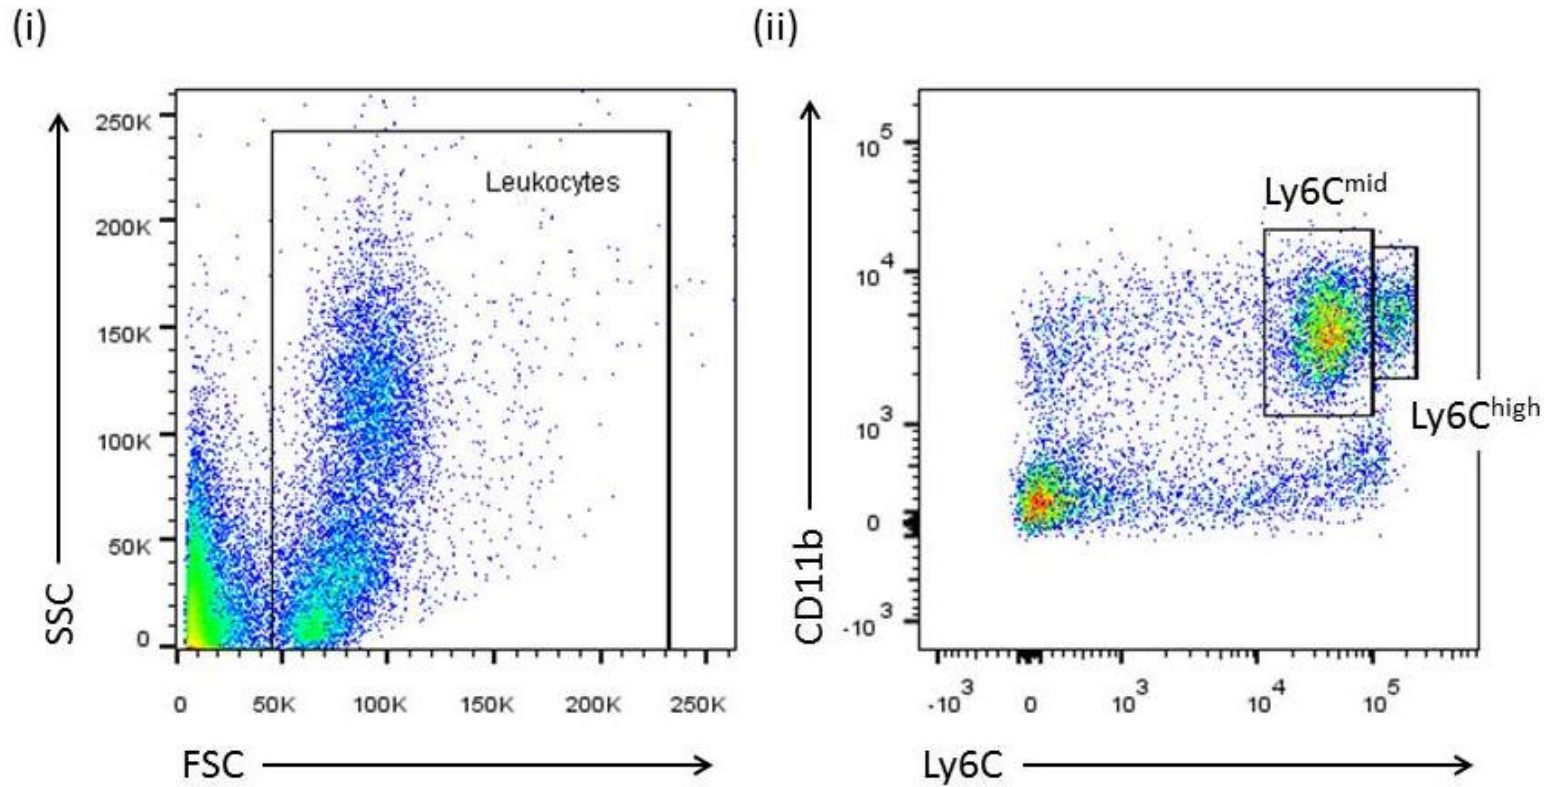 (i)
(ii)
250K
200K
150K
100K
50K
0
SSC
Leukocytes
0 50K 100K 150K 200K 250K
FSC
10^5
10^4
10^3
0
-10^3
CD11b
Ly6C^mid
Ly6C^high
-10^3 0 10^3 10^4 10^5
Ly6C